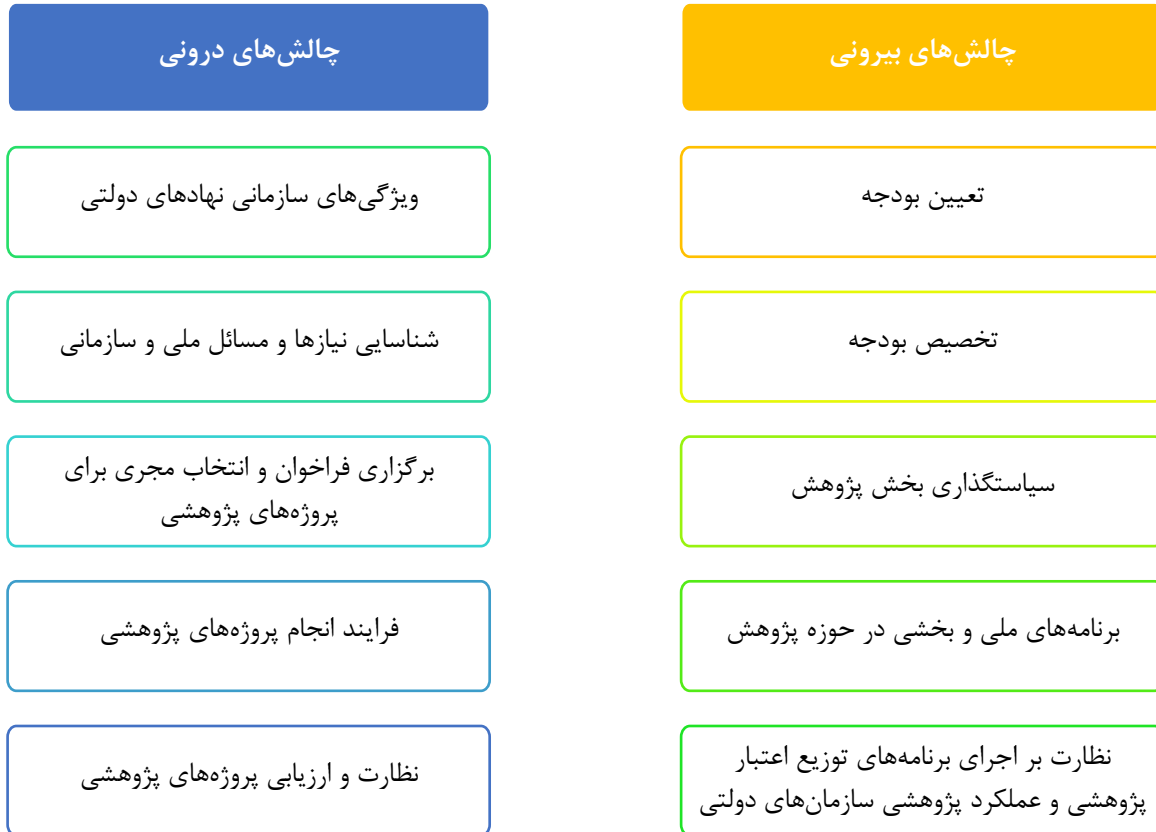 چالش‌های بیرونی
تعیین بودجه
تخصیص بودجه
سیاستگذاری بخش پژوهش
برنامه‌های ملی و بخشی در حوزه پژوهش
نظارت بر اجرای برنامه‌های توزیع اعتبار
پژوهشی و عملکرد پژوهشی سازمان‌های دولتی
چالش‌های درونی
ویژگی‌های سازمانی نهادهای دولتی
شناسایی نیازها و مسائل ملی و سازمانی
برگزاری فراخوان و انتخاب مجری برای
پروژه‌های پژوهشی
فرایند انجام پروژه‌های پژوهشی
نظارت و ارزیابی پروژه‌های پژوهشی